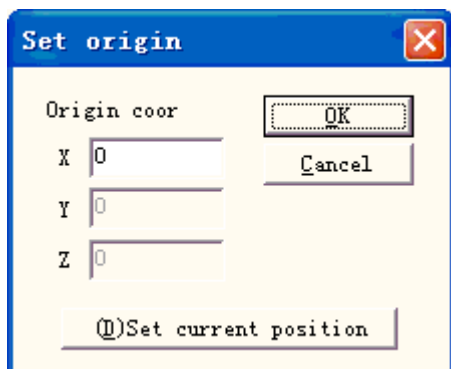 Set origin
Origin coor
OK
X 0
Cancel
Y 0
Z 0
(D)Set current position